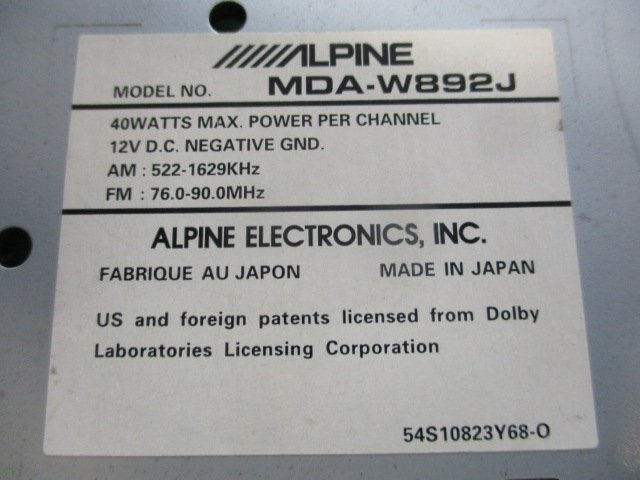 ALPINE
MODEL NO. MDA-W892J
40WATTS MAX. POWER PER CHANNEL
12V D.C. NEGATIVE GND.
AM : 522-1629KHz
FM : 76.0-90.0MHz
ALPINE ELECTRONICS, INC.
FABRIQUE AU JAPON MADE IN JAPAN
US and foreign patents licensed from Dolby
Laboratories Licensing Corporation
54S10823Y68-O